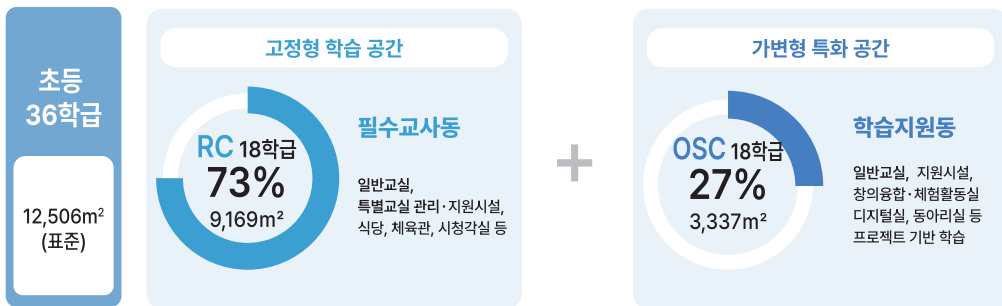 초등
36학급
12,506m²
(표준)
고정형 학습 공간
RC 18학급
73%
9,169m²
필수교사동
일반교실,
특별교실 관리·지원시설,
식당, 체육관, 시청각실 등
+
가변형 특화 공간
OSC 18학급
27%
3,337m²
학습지원동
일반교실, 지원시설,
창의융합·체험활동실
디지털실, 동아리실 등
프로젝트 기반 학습